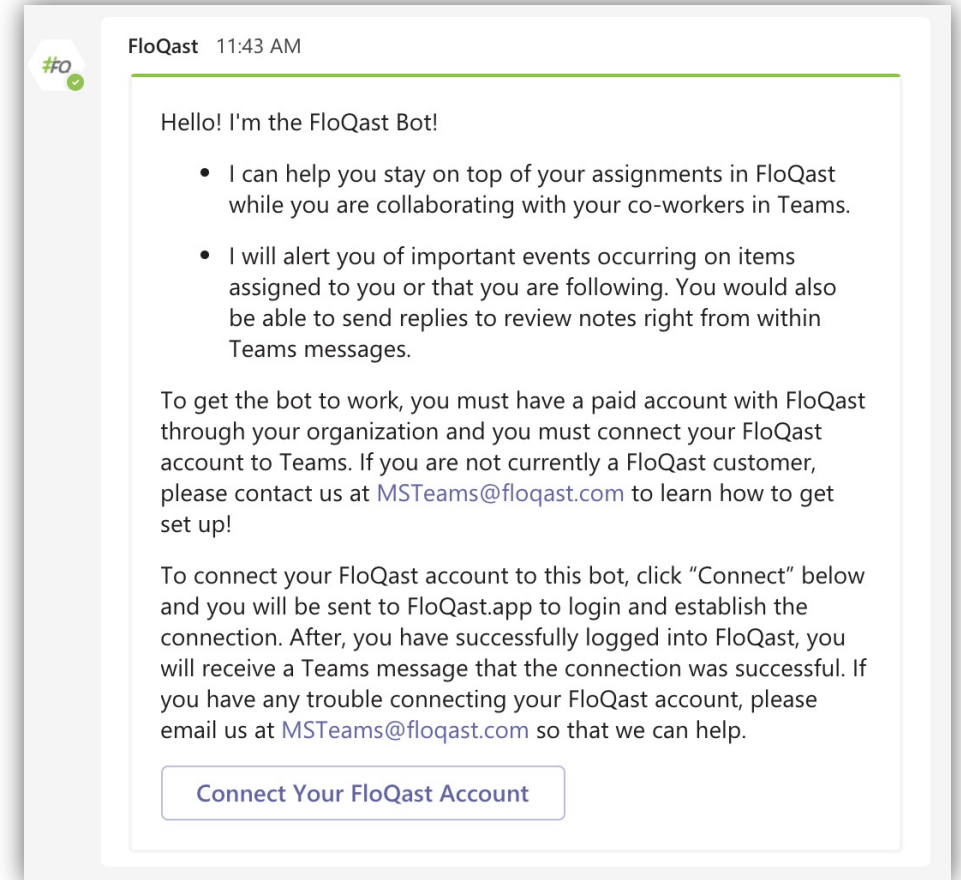 FloQast 11:43 AM
#FQ
Hello! I'm the FloQast Bot!
• I can help you stay on top of your assignments in FloQast
while you are collaborating with your co-workers in Teams.
• I will alert you of important events occurring on items
assigned to you or that you are following. You would also
be able to send replies to review notes right from within
Teams messages.
To get the bot to work, you must have a paid account with FloQast
through your organization and you must connect your FloQast
account to Teams. If you are not currently a FloQast customer,
please contact us at MSTeams@floqast.com to learn how to get
set up!
To connect your FloQast account to this bot, click “Connect” below
and you will be sent to FloQast.app to login and establish the
connection. After, you have successfully logged into FloQast, you
will receive a Teams message that the connection was successful. If
you have any trouble connecting your FloQast account, please
email us at MSTeams@floqast.com so that we can help.
Connect Your FloQast Account